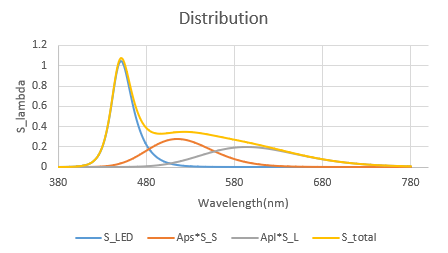 Distribution
S_lambda
1.2
1
0.8
0.6
0.4
0.2
0
380 480 580 680 780
Wavelength(nm)
S_LED Aps*S_S Apl*S_L S_total